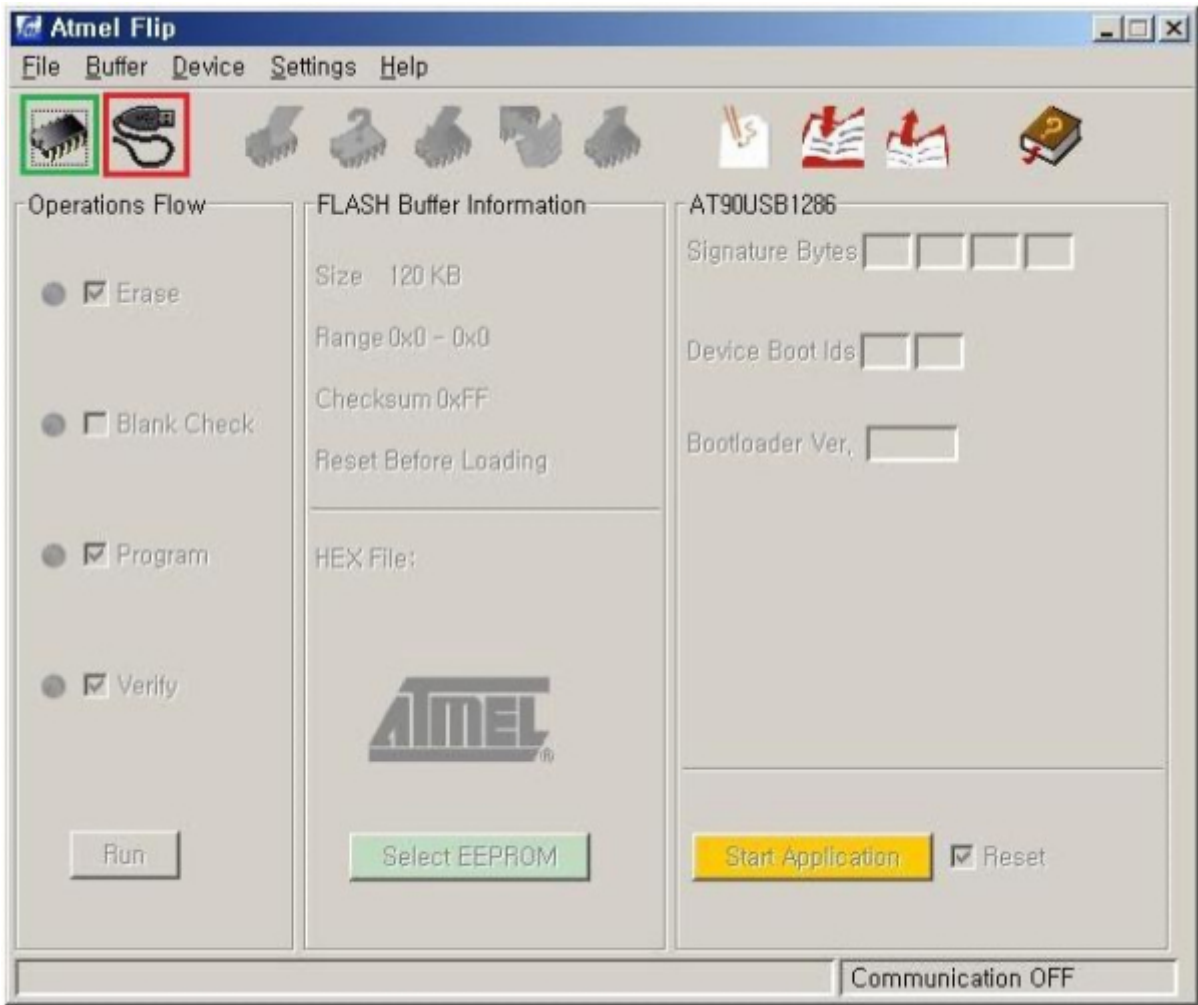 Atmel Flip
File Buffer Device Settings Help
Operations Flow
Erase
Blank Check
Program
Verify
Run
FLASH Buffer Information
Size 120 KB
Range 0x0 - 0x0
Checksum 0xFF
Reset Before Loading
HEX File:
ATMEL
®
Select EEPROM
AT90USB1286
Signature Bytes
Device Boot Ids
Bootloader Ver,
Start Application
Reset
Communication OFF